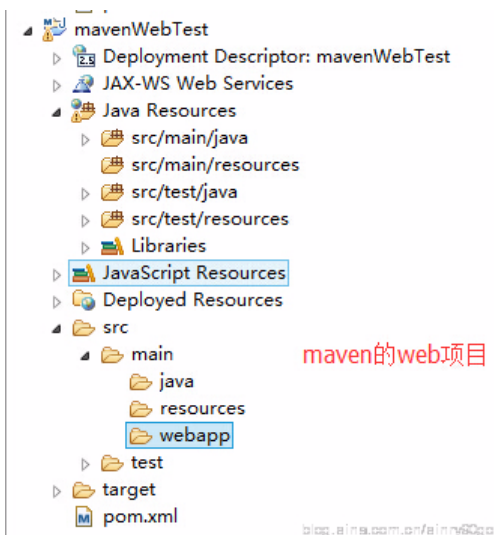 mavenWebTest
Deployment Descriptor: mavenWebTest
JAX-WS Web Services
Java Resources
src/main/java
src/main/resources
src/test/java
src/test/resources
Libraries
JavaScript Resources
Deployed Resources
src
main
maven的web项目
java
resources
webapp
test
target
pom.xml